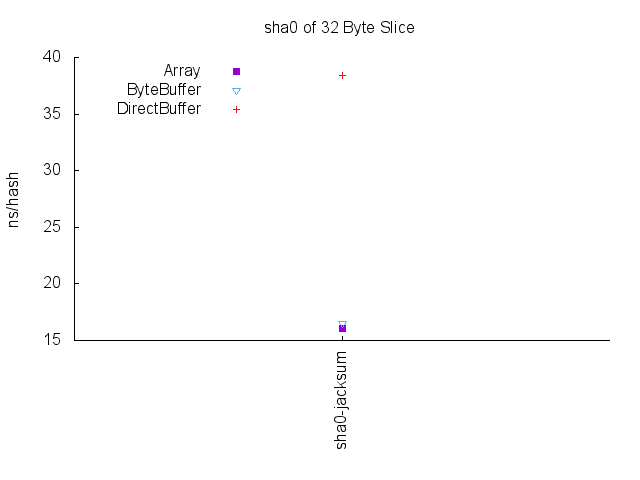 sha0 of 32 Byte Slice
40
35
30
25
20
15
ns/hash
Array
ByteBuffer
DirectBuffer
sha0-jacksum